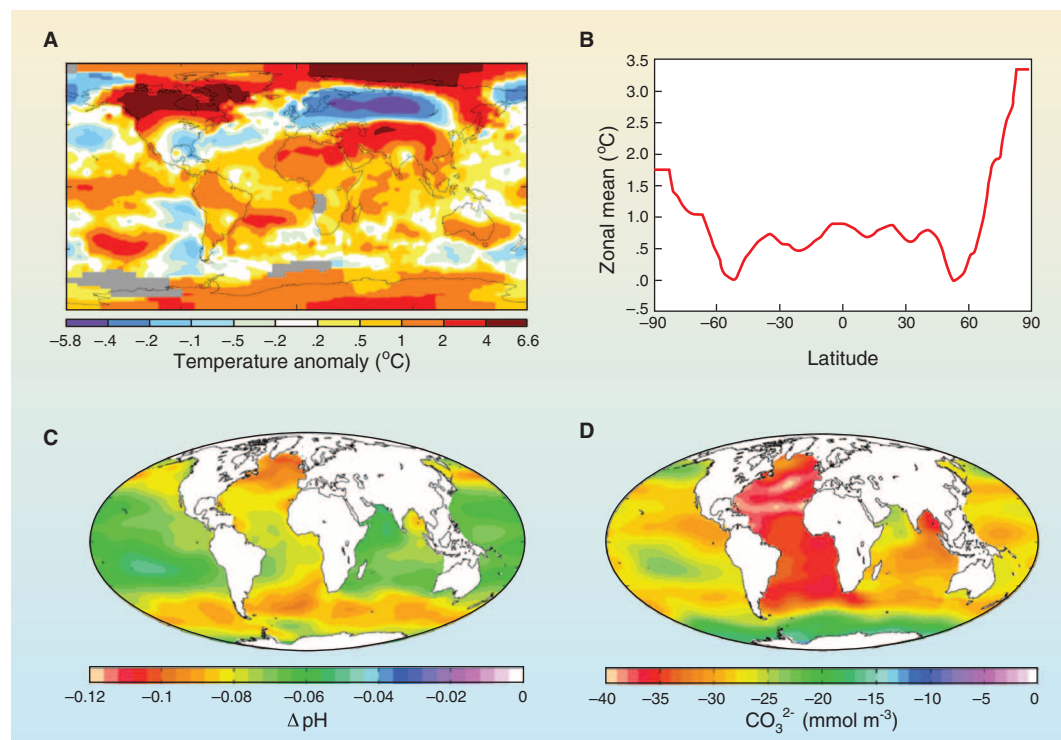 A
−5.8 −.4 −.2 −.1 −.5 −.2 .2 .5 1 2 4 6.6
Temperature anomaly (°C)
B
3.5
3.0
2.5
2.0
1.5
1.0
0.5
.0
−.5
Zonal mean (°C)
−90 −60 −30 0 30 60 90
Latitude
C
−0.12 −0.1 −0.08 −0.06 −0.04 −0.02 0
Δ pH
D
−40 −35 −30 −25 −20 −15 −10 −5 0
CO₃²⁻ (mmol m⁻³)